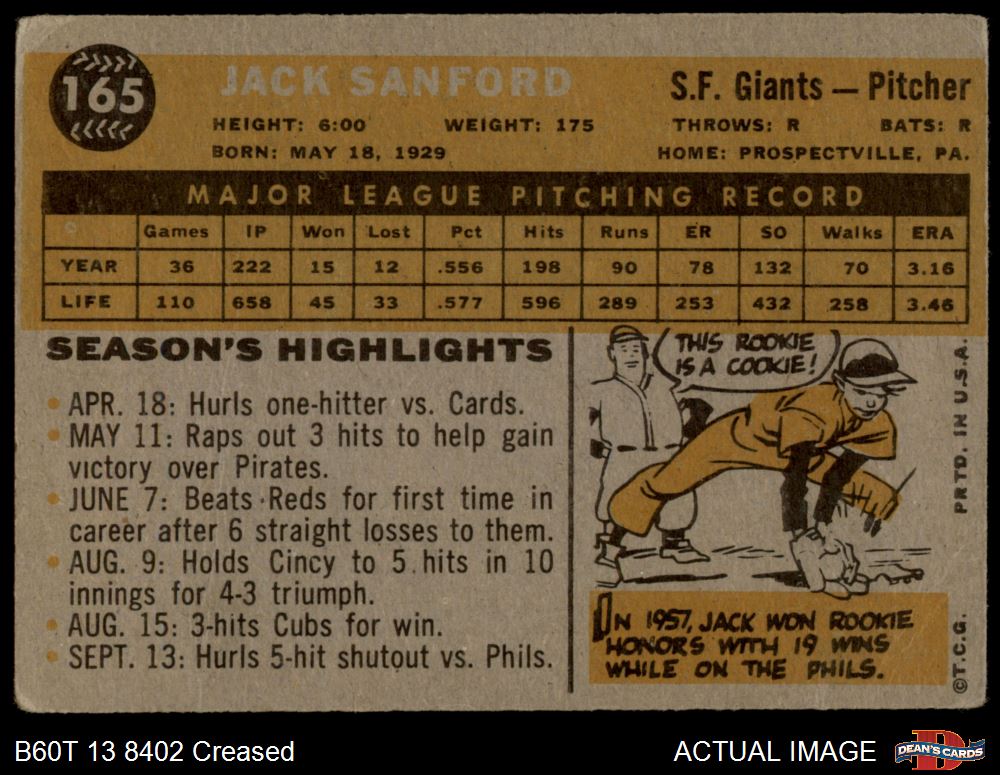 165
JACK SANFORD
S.F. Giants — Pitcher
HEIGHT: 6:00 WEIGHT: 175 THROWS: R BATS: R
BORN: MAY 18, 1929 HOME: PROSPECTVILLE, PA.
MAJOR LEAGUE PITCHING RECORD
Games IP Won Lost Pct Hits Runs ER SO Walks ERA
YEAR 36 222 15 12 .556 198 90 78 132 70 3.16
LIFE 110 658 45 33 .577 596 289 253 432 258 3.46
SEASON'S HIGHLIGHTS
• APR. 18: Hurls one-hitter vs. Cards.
• MAY 11: Raps out 3 hits to help gain
victory over Pirates.
• JUNE 7: Beats Reds for first time in
career after 6 straight losses to them.
• AUG. 9: Holds Cincy to 5 hits in 10
innings for 4-3 triumph.
• AUG. 15: 3-hits Cubs for win.
• SEPT. 13: Hurls 5-hit shutout vs. Phils.
THIS ROOKIE
IS A COOKIE!
IN 1957, JACK WON ROOKIE
HONORS WITH 19 WINS
WHILE ON THE PHILS.
PRTD. IN U.S.A.
©T.C.G.
B60T 13 8402 Creased
ACTUAL IMAGE
DEAN'S CARDS